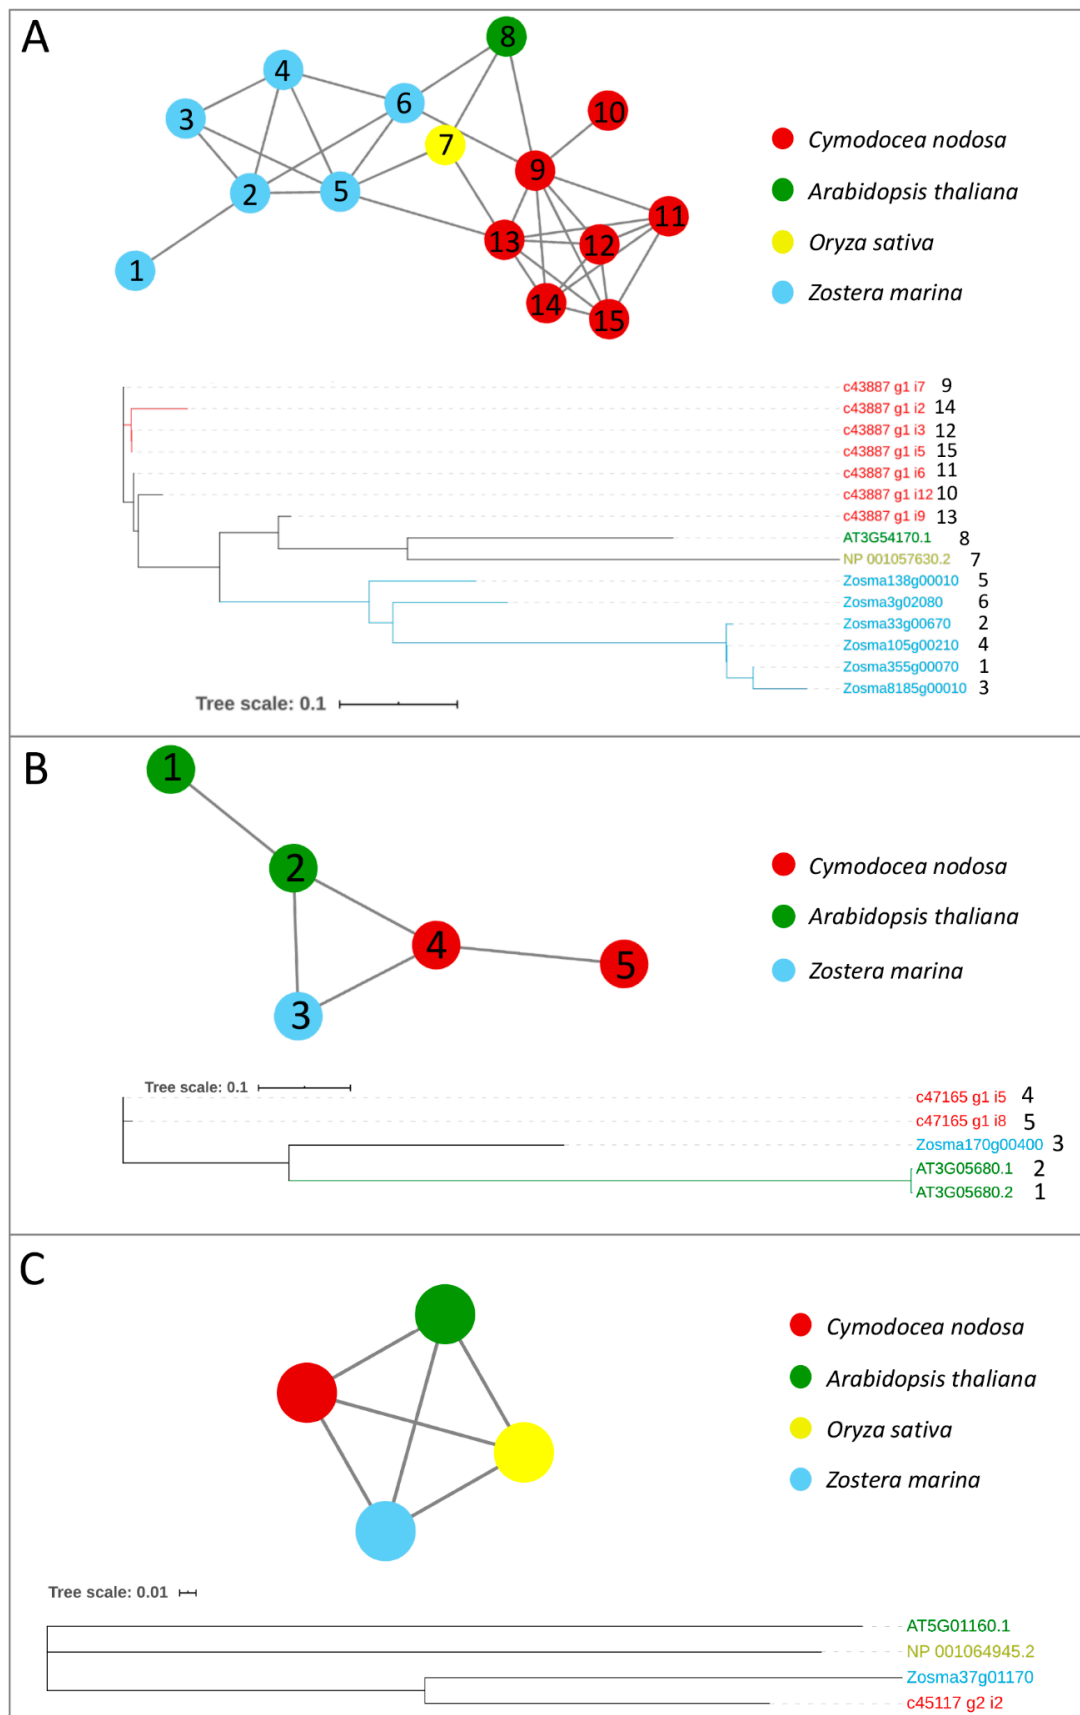 A
8
4
10
6
3
7
9
2
5
11
13
12
1
14
15
Cymodocea nodosa
Arabidopsis thaliana
Oryza sativa
Zostera marina
c43887 g1 i7 9
c43887 g1 i2 14
c43887 g1 i3 12
c43887 g1 i5 15
c43887 g1 i6 11
c43887 g1 i12 10
c43887 g1 i9 13
AT3G54170.1 8
NP 001057630.2 7
Zosma138g00010 5
Zosma3g02080 6
Zosma33g00670 2
Zosma105g00210 4
Zosma355g00070 1
Zosma8185g00010 3
Tree scale: 0.1
B
1
2
4
5
3
Cymodocea nodosa
Arabidopsis thaliana
Zostera marina
Tree scale: 0.1
c47165 g1 i5 4
c47165 g1 i8 5
Zosma170g00400 3
AT3G05680.1 2
AT3G05680.2 1
C
Cymodocea nodosa
Arabidopsis thaliana
Oryza sativa
Zostera marina
Tree scale: 0.01
AT5G01160.1
NP 001064945.2
Zosma37g01170
c45117 g2 i2